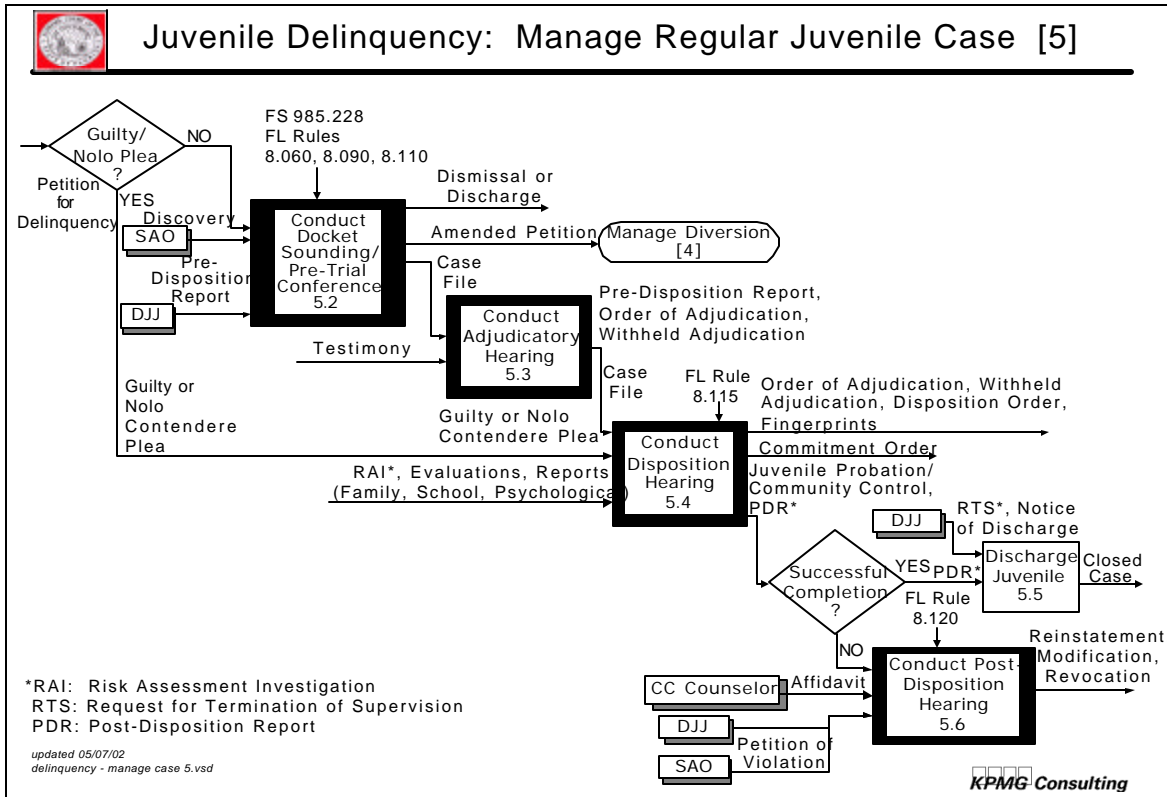 Juvenile Delinquency: Manage Regular Juvenile Case [5]
Guilty/
Nolo Plea
?
NO
YES
Petition
for
Delinquency
FS 985.228
FL Rules
8.060, 8.090, 8.110
Discovery
SAO
Pre-
Disposition
Report
DJJ
Conduct
Docket
Sounding/
Pre-Trial
Conference
5.2
Dismissal or
Discharge
Amended Petition
Manage Diversion
[4]
Case
File
Testimony
Conduct
Adjudicatory
Hearing
5.3
Pre-Disposition Report,
Order of Adjudication,
Withheld Adjudication
Case
File
Guilty or
Nolo
Contendere
Plea
Guilty or Nolo
Contendere Plea
FL Rule
8.115
RAI*, Evaluations, Reports
(Family, School, Psychological)
Conduct
Disposition
Hearing
5.4
Order of Adjudication, Withheld
Adjudication, Disposition Order,
Fingerprints
Commitment Order
Juvenile Probation/
Community Control,
PDR*
DJJ
RTS*, Notice
of Discharge
Successful
Completion
?
YES
PDR*
Discharge
Juvenile
5.5
Closed
Case
NO
FL Rule
8.120
CC Counselor
Affidavit
DJJ
SAO
Petition of
Violation
Conduct Post-
Disposition
Hearing
5.6
Reinstatement
Modification,
Revocation
*RAI: Risk Assessment Investigation
RTS: Request for Termination of Supervision
PDR: Post-Disposition Report
updated 05/07/02
delinquency - manage case 5.vsd
KPMG Consulting